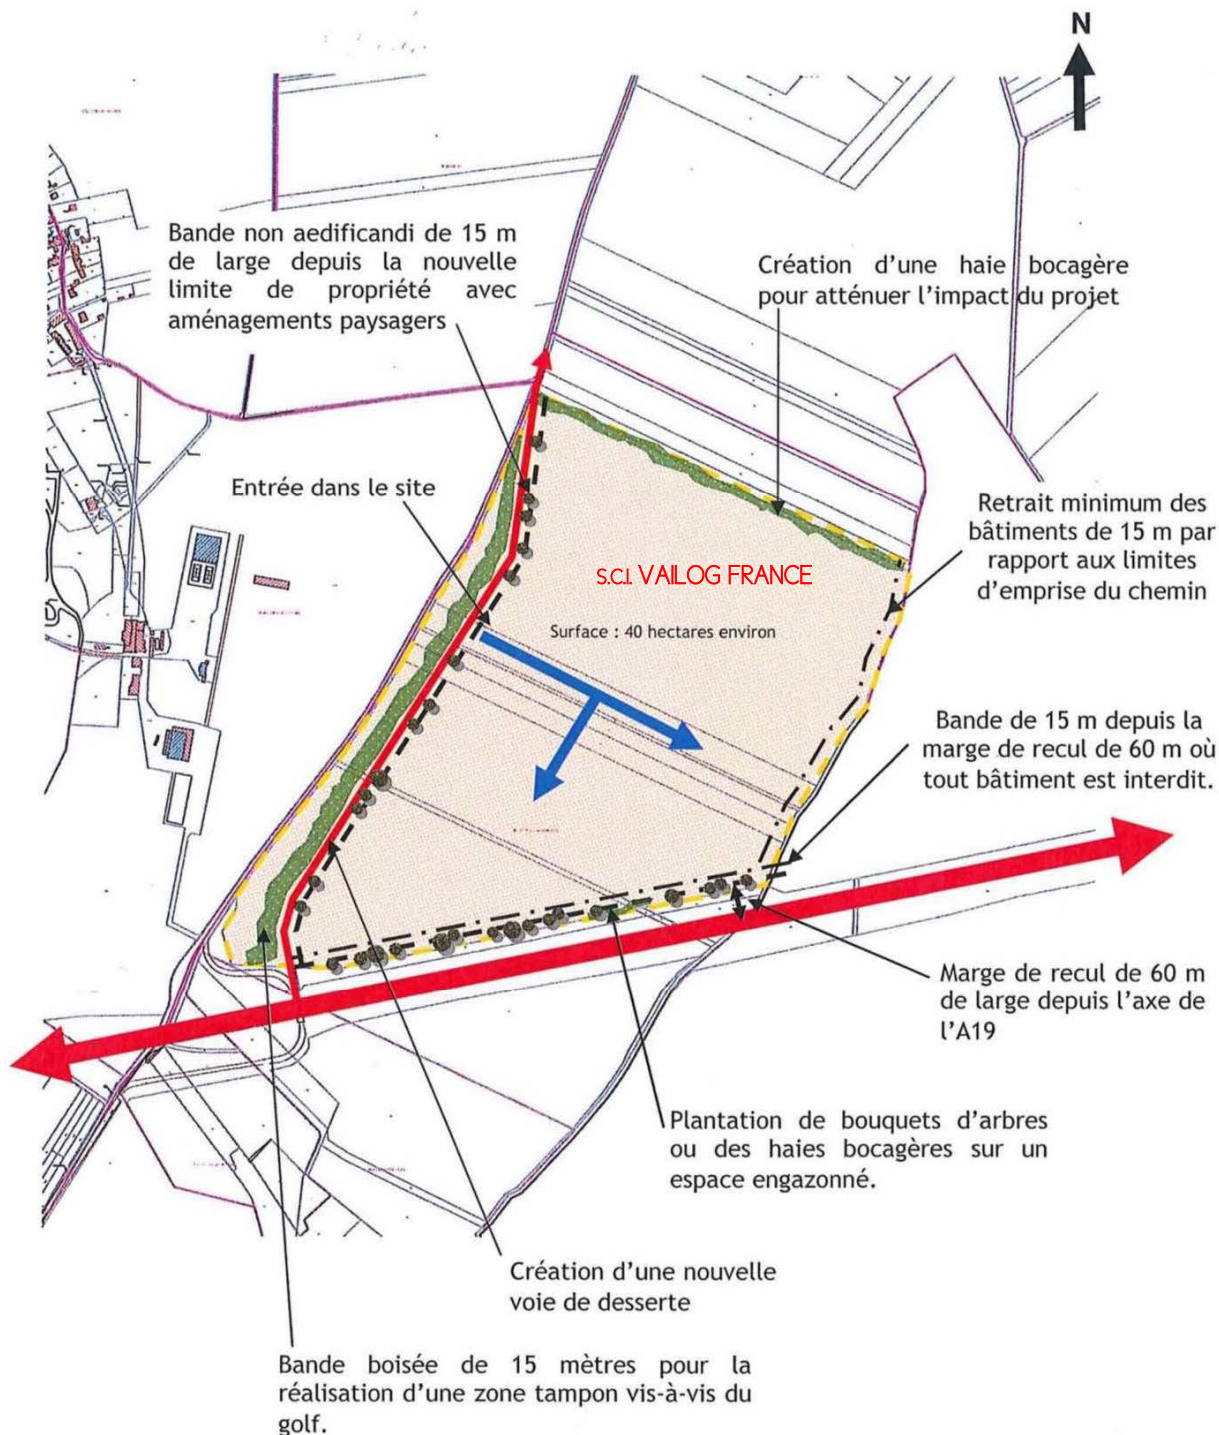 N
Bande non aedificandi de 15 m
de large depuis la nouvelle
limite de propriété avec
aménagements paysagers
Création d'une haie bocagère
pour atténuer l'impact du projet
Entrée dans le site
Retrait minimum des
bâtiments de 15 m par
rapport aux limites
d'emprise du chemin
S.C.I. VAILOG FRANCE
Surface : 40 hectares environ
Bande de 15 m depuis la
marge de recul de 60 m où
tout bâtiment est interdit.
Marge de recul de 60 m
de large depuis l'axe de
l'A19
Plantation de bouquets d'arbres
ou des haies bocagères sur un
espace engazonné.
Création d'une nouvelle
voie de desserte
Bande boisée de 15 mètres pour la
réalisation d'une zone tampon vis-à-vis du
golf.